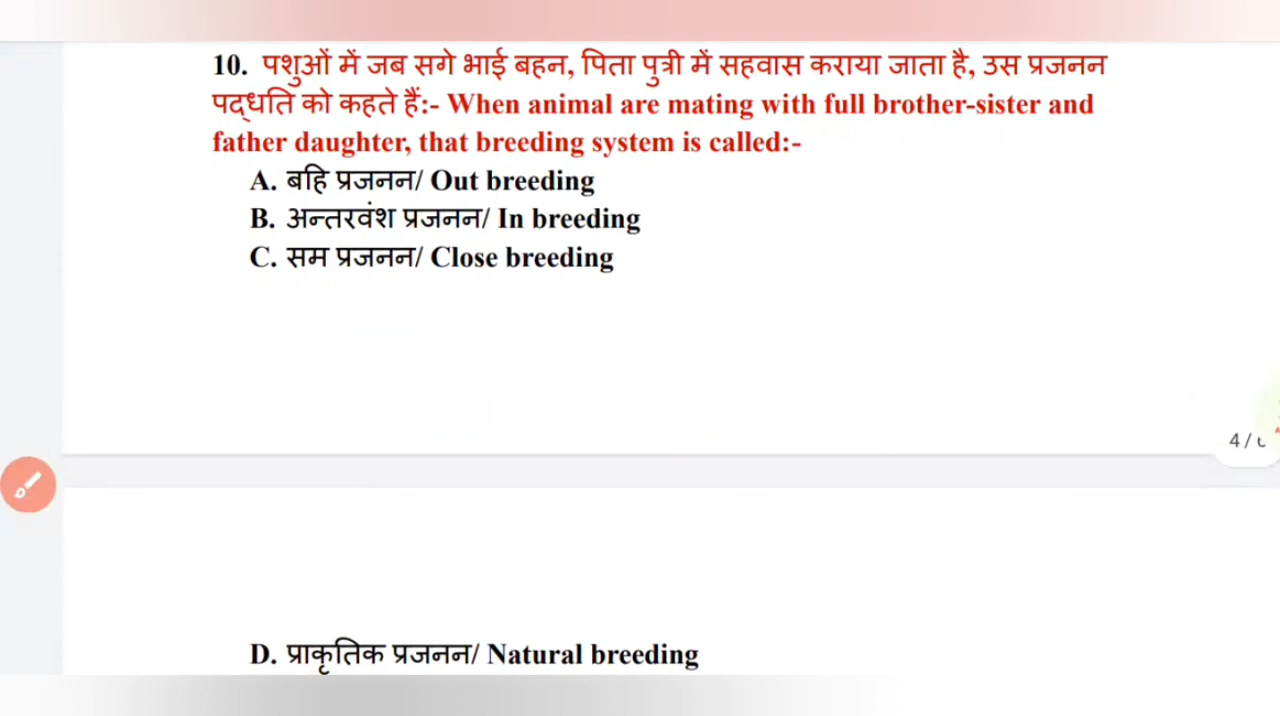 10. पशुओं में जब सगे भाई बहन, पिता पुत्री में सहवास कराया जाता है, उस प्रजनन
पद्धति को कहते हैं:- When animal are mating with full brother-sister and
father daughter, that breeding system is called:-
A. बहि प्रजनन/ Out breeding
B. अन्तरवंश प्रजनन/ In breeding
C. सम प्रजनन/ Close breeding
4 /
D. प्राकृतिक प्रजनन/ Natural breeding